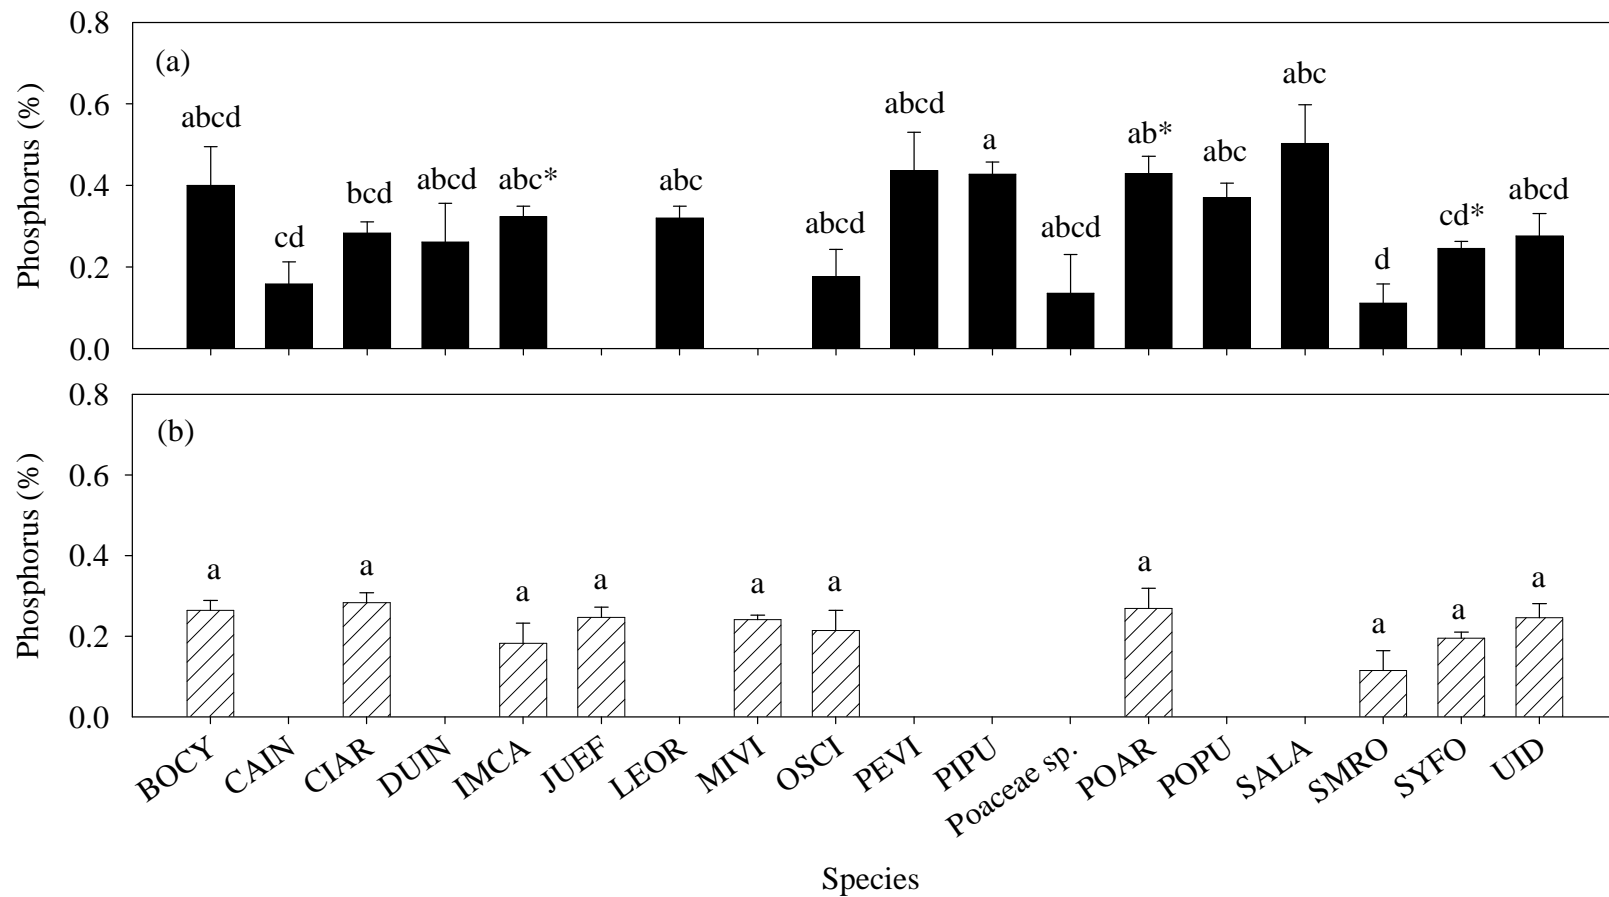 0.8
(a)
abc
abcd
abcd
0.6
ab*
a
abc
abcd
abc*
abc
abcd
bcd
0.4
abcd
abcd
cd*
cd
d
0.2
0.0
Phosphorus (%)
0.8
(b)
0.6
0.4
a a a a a a a a a a
0.2
0.0
Phosphorus (%)
BOCY CAIN CIAR DUIN IMCA JUEF LEOR MIVI OSCI PEVI PIPU Poaceae sp. POAR POPU SALA SMRO SYFO UID
Species